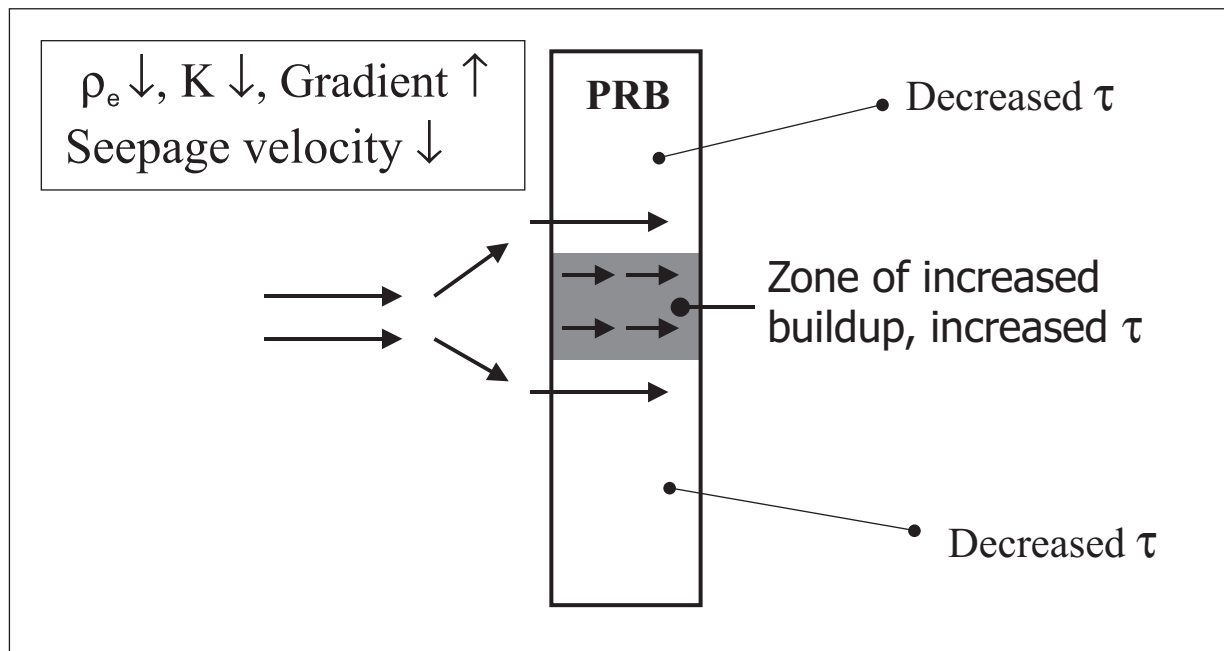 ρₑ ↓, K ↓, Gradient ↑
Seepage velocity ↓
PRB
Decreased τ
Zone of increased
buildup, increased τ
Decreased τ